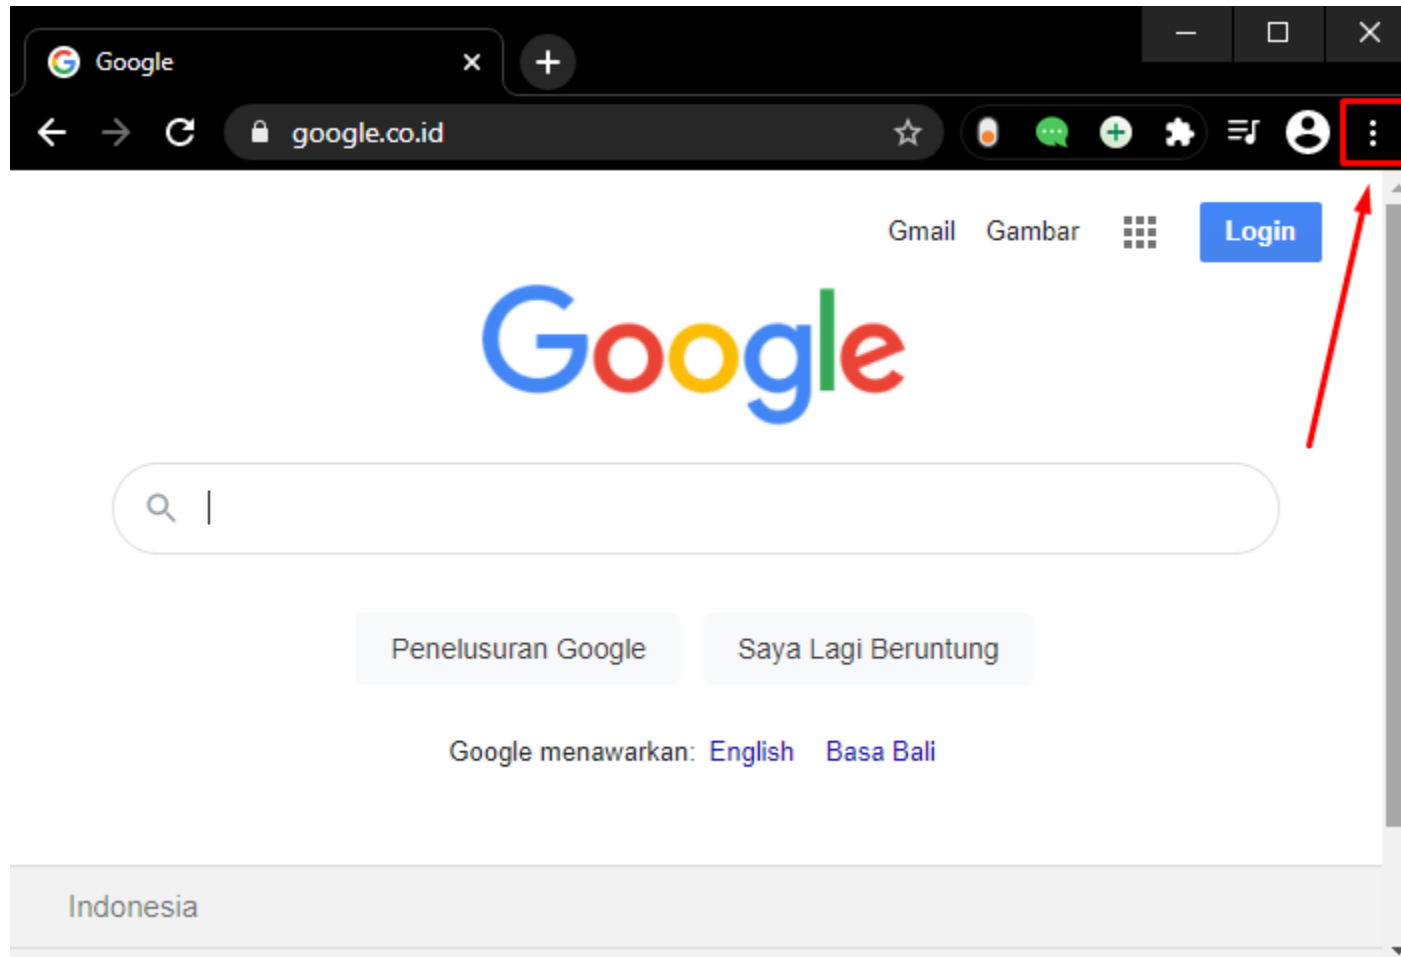 Google
google.co.id
Gmail Gambar Login
Google
Penelusuran Google Saya Lagi Beruntung
Google menawarkan: English Basa Bali
Indonesia